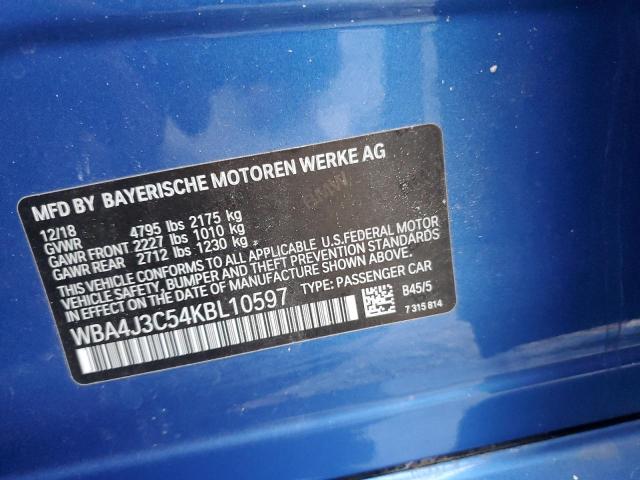 MFD BY BAYERISCHE MOTOREN WERKE AG
BMW
12/18
GVWR 4795 lbs 2175 kg
GAWR FRONT 2227 lbs 1010 kg
GAWR REAR 2712 lbs 1230 kg
THIS VEHICLE CONFORMS TO ALL APPLICABLE U.S.FEDERAL MOTOR
VEHICLE SAFETY, BUMPER AND THEFT PREVENTION STANDARDS
IN EFFECT ON THE DATE OF MANUFACTURE SHOWN ABOVE.
WBA4J3C54KBL10597 TYPE: PASSENGER CAR
B45/5
7 315 814